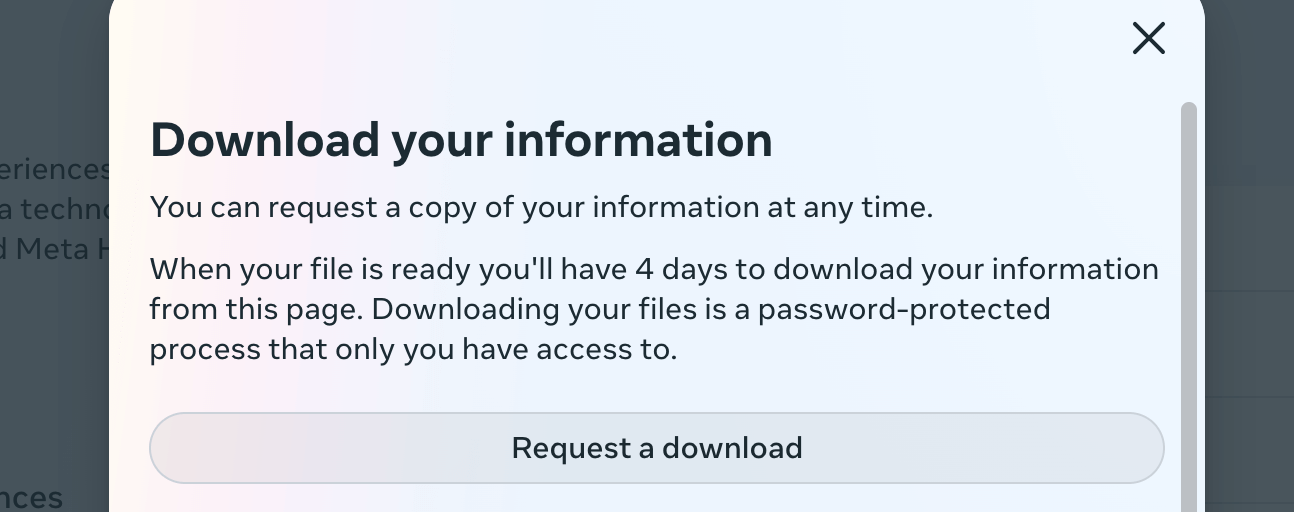 Download your information
You can request a copy of your information at any time.
When your file is ready you'll have 4 days to download your information
from this page. Downloading your files is a password-protected
process that only you have access to.
Request a download
eriences
a techno
d Meta H
nces